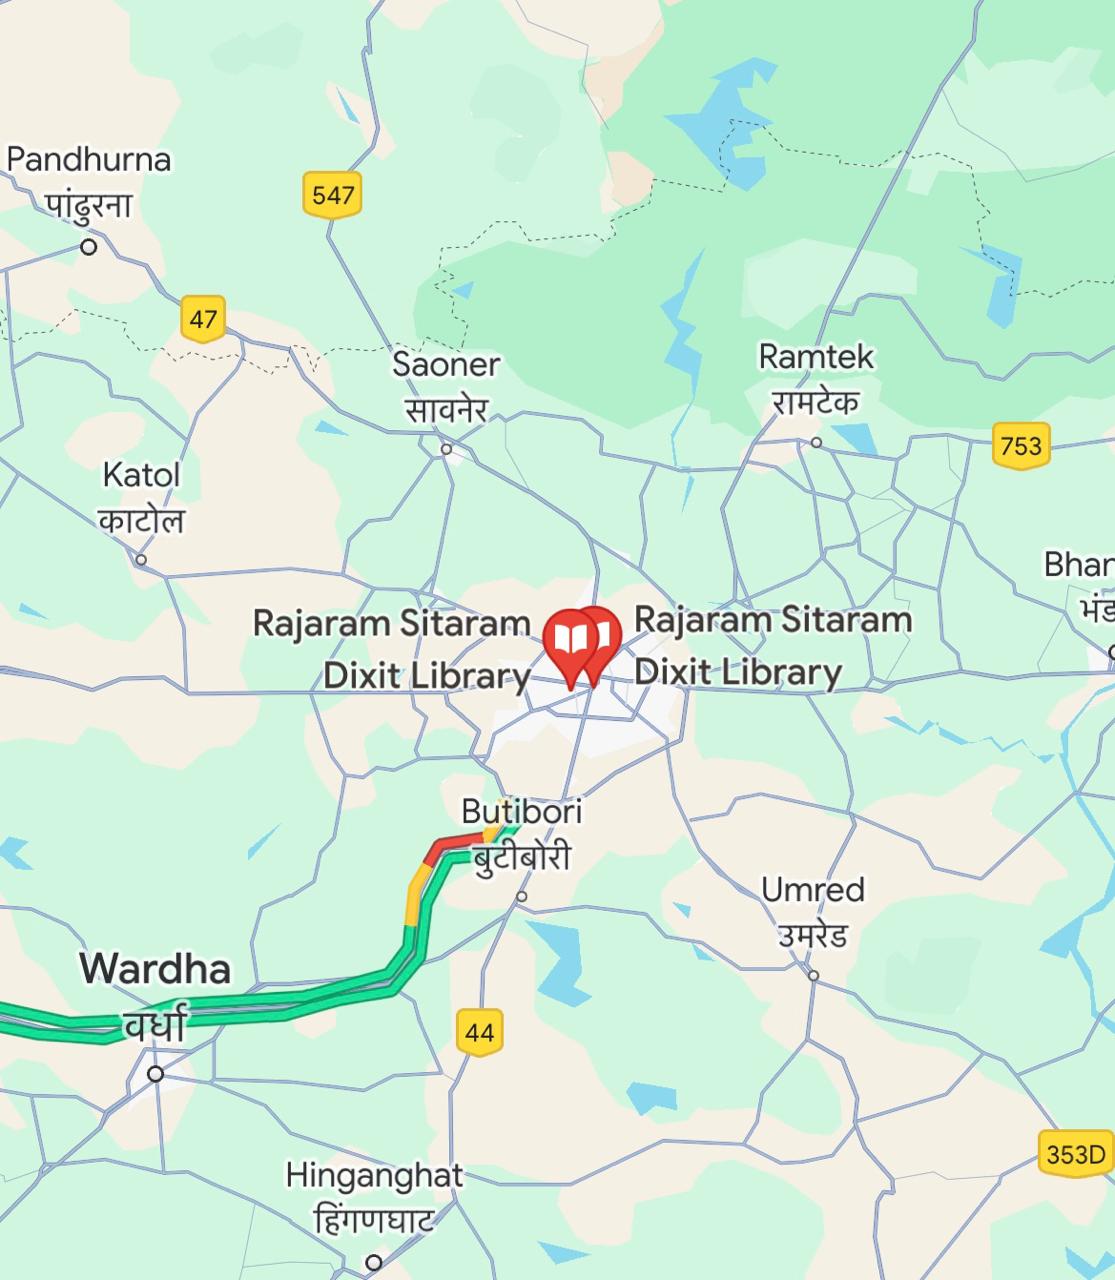 Pandhurna
पांढुरना
547
47
Saoner
सावनेर
Ramtek
रामटेक
753
Katol
काटोल
Bhan
भंड
Rajaram Sitaram
Dixit Library
Rajaram Sitaram
Dixit Library
Butibori
बुटीबोरी
Umred
उमरेड
Wardha
वर्धा
44
353D
Hinganghat
हिंगणघाट